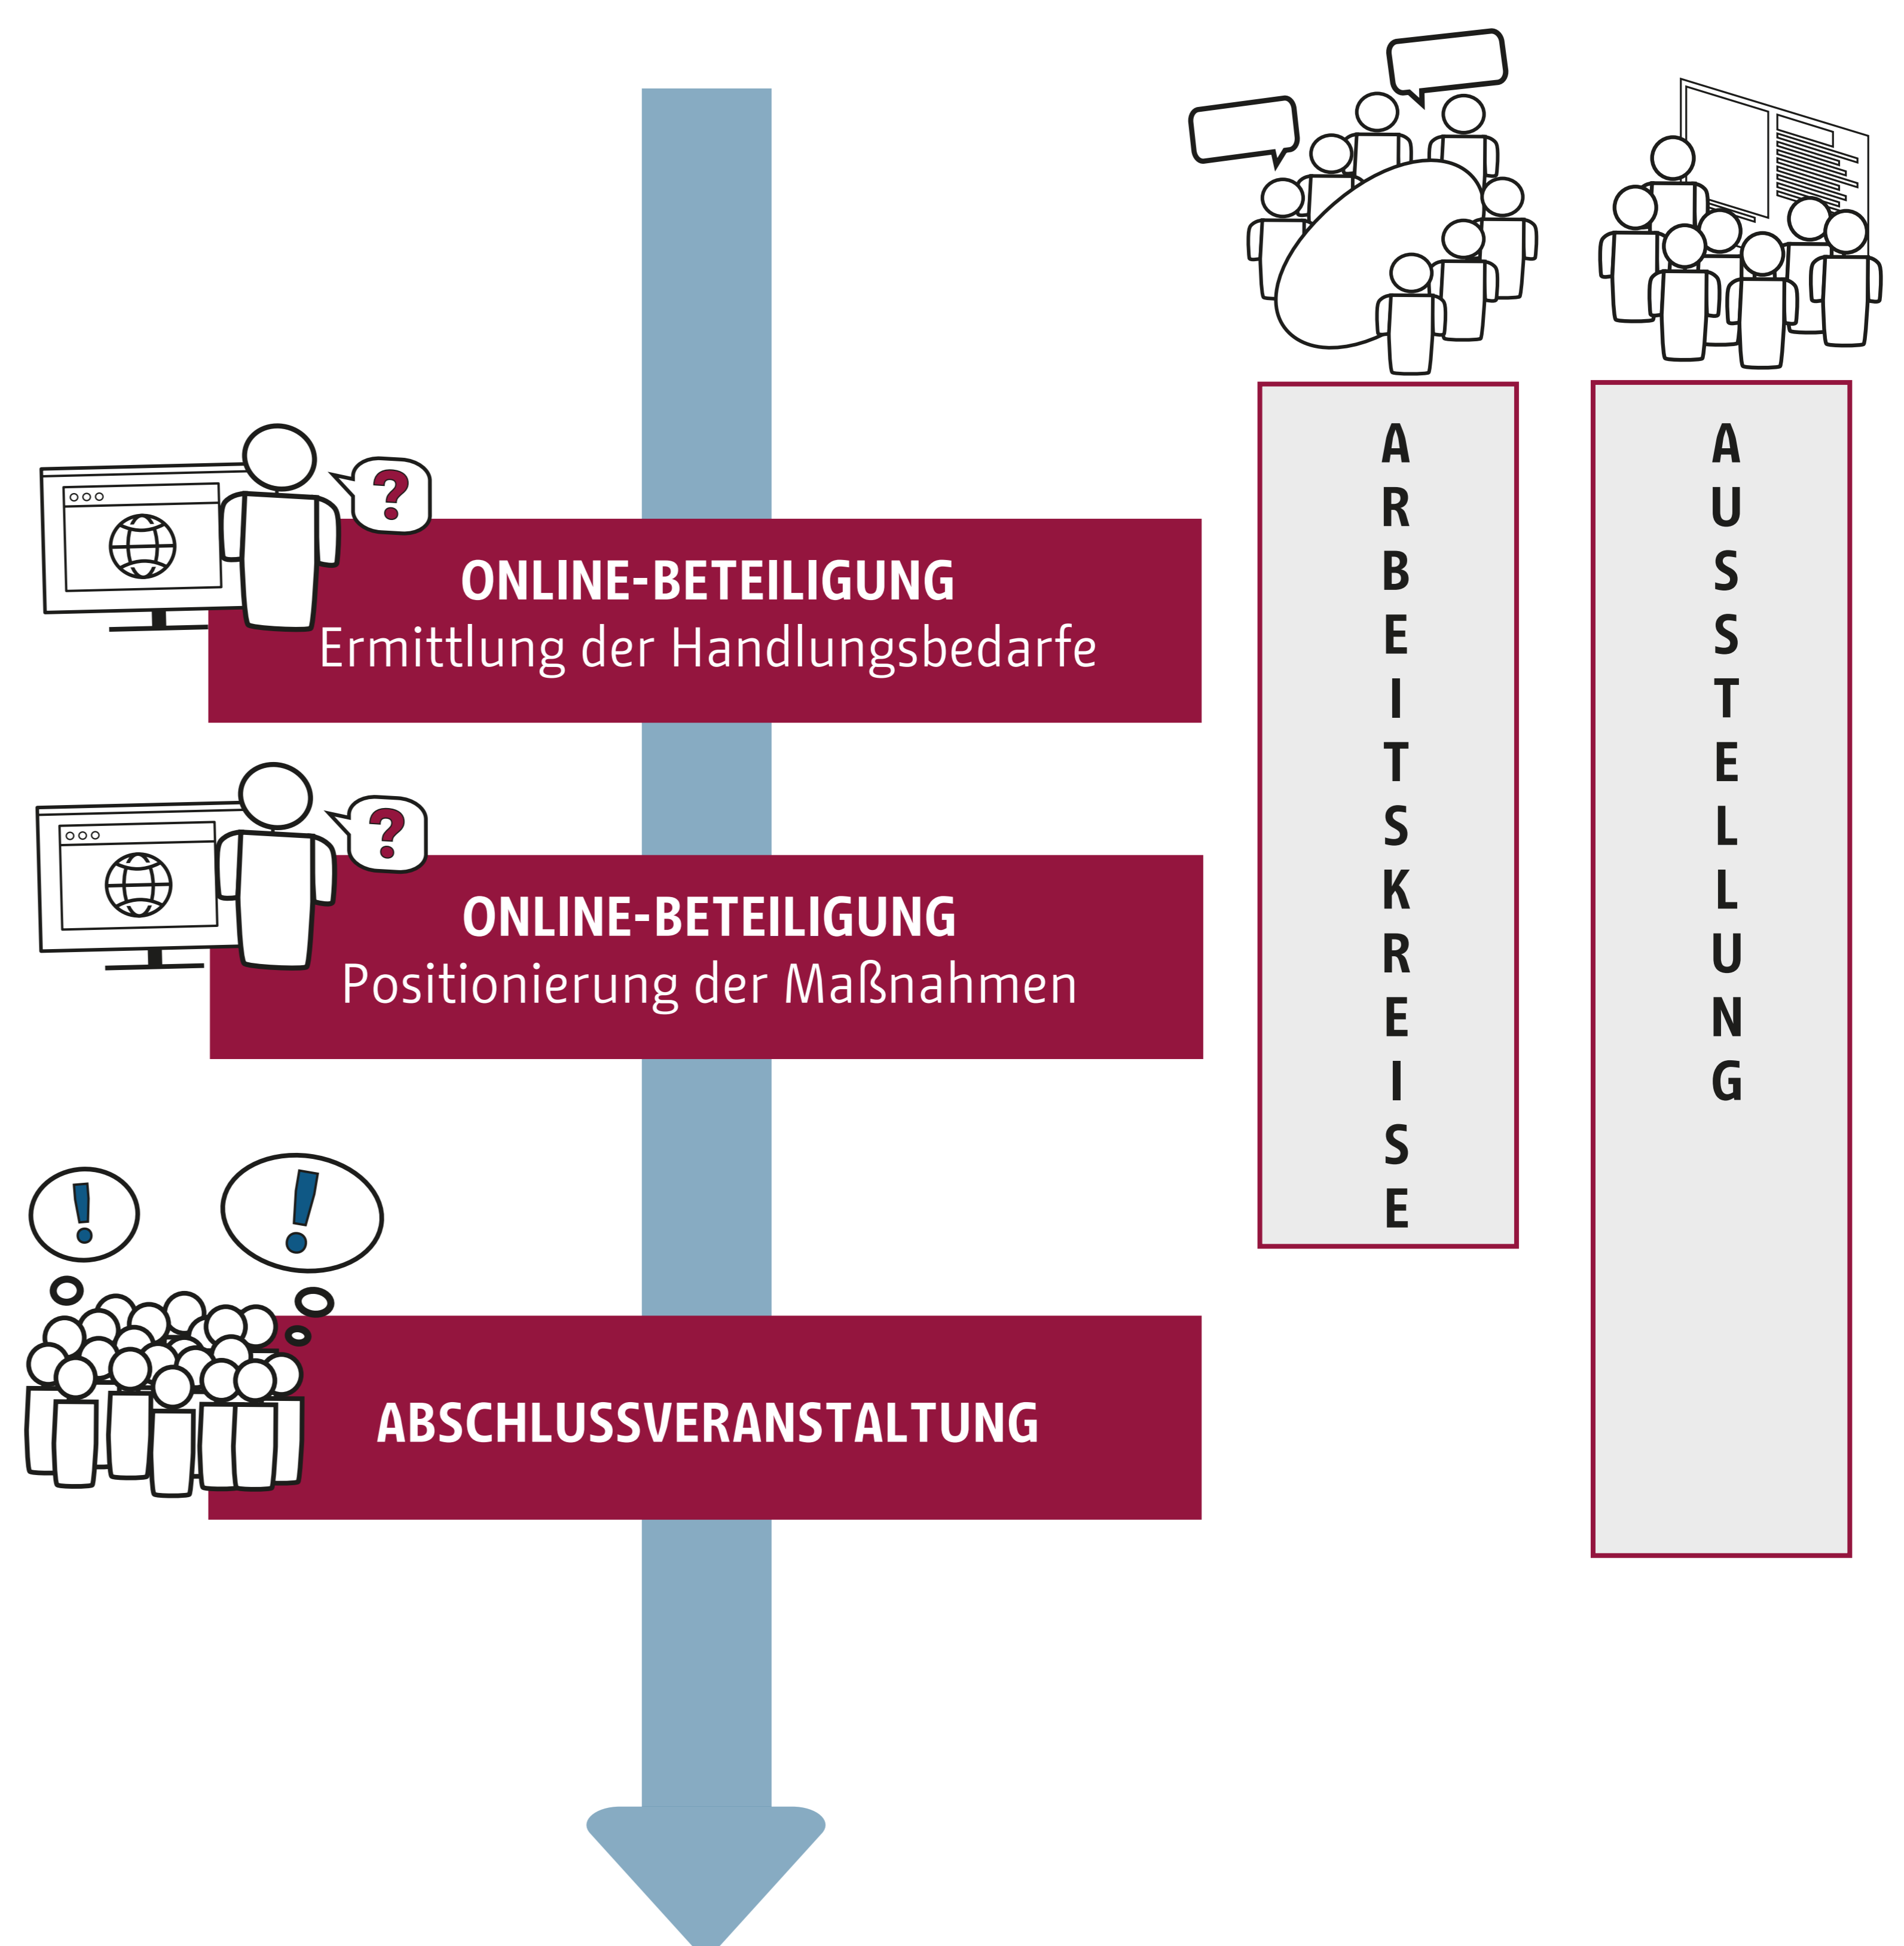 ?
ONLINE-BETEILIGUNG
Ermittlung der Handlungsbedarfe
?
ONLINE-BETEILIGUNG
Positionierung der Maßnahmen
!
!
ABSCHLUSSVERANSTALTUNG
ARBEITSKREISE
AUSSTELLUNG